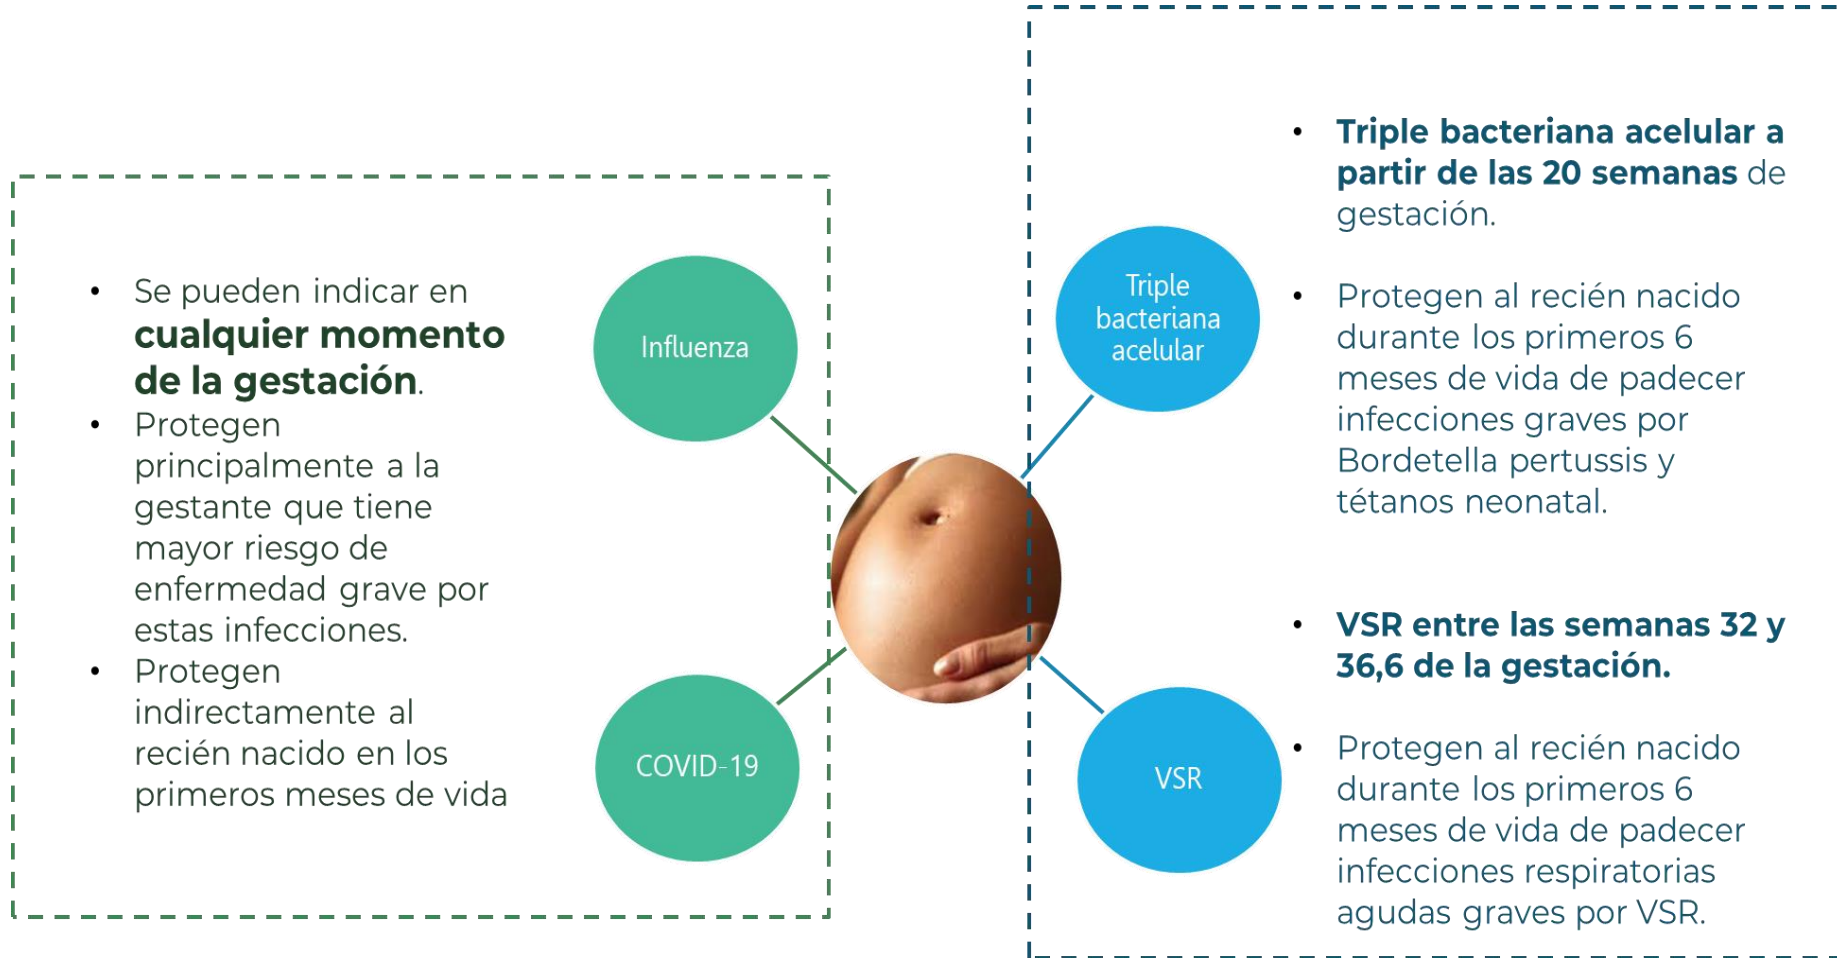 • Se pueden indicar en
cualquier momento
de la gestación.
• Protegen
principalmente a la
gestante que tiene
mayor riesgo de
enfermedad grave por
estas infecciones.
• Protegen
indirectamente al
recién nacido en los
primeros meses de vida
Influenza
COVID-19
Triple
bacteriana
acelular
VSR
• Triple bacteriana acelular a
partir de las 20 semanas de
gestación.
• Protegen al recién nacido
durante los primeros 6
meses de vida de padecer
infecciones graves por
Bordetella pertussis y
tétanos neonatal.
• VSR entre las semanas 32 y
36,6 de la gestación.
• Protegen al recién nacido
durante los primeros 6
meses de vida de padecer
infecciones respiratorias
agudas graves por VSR.